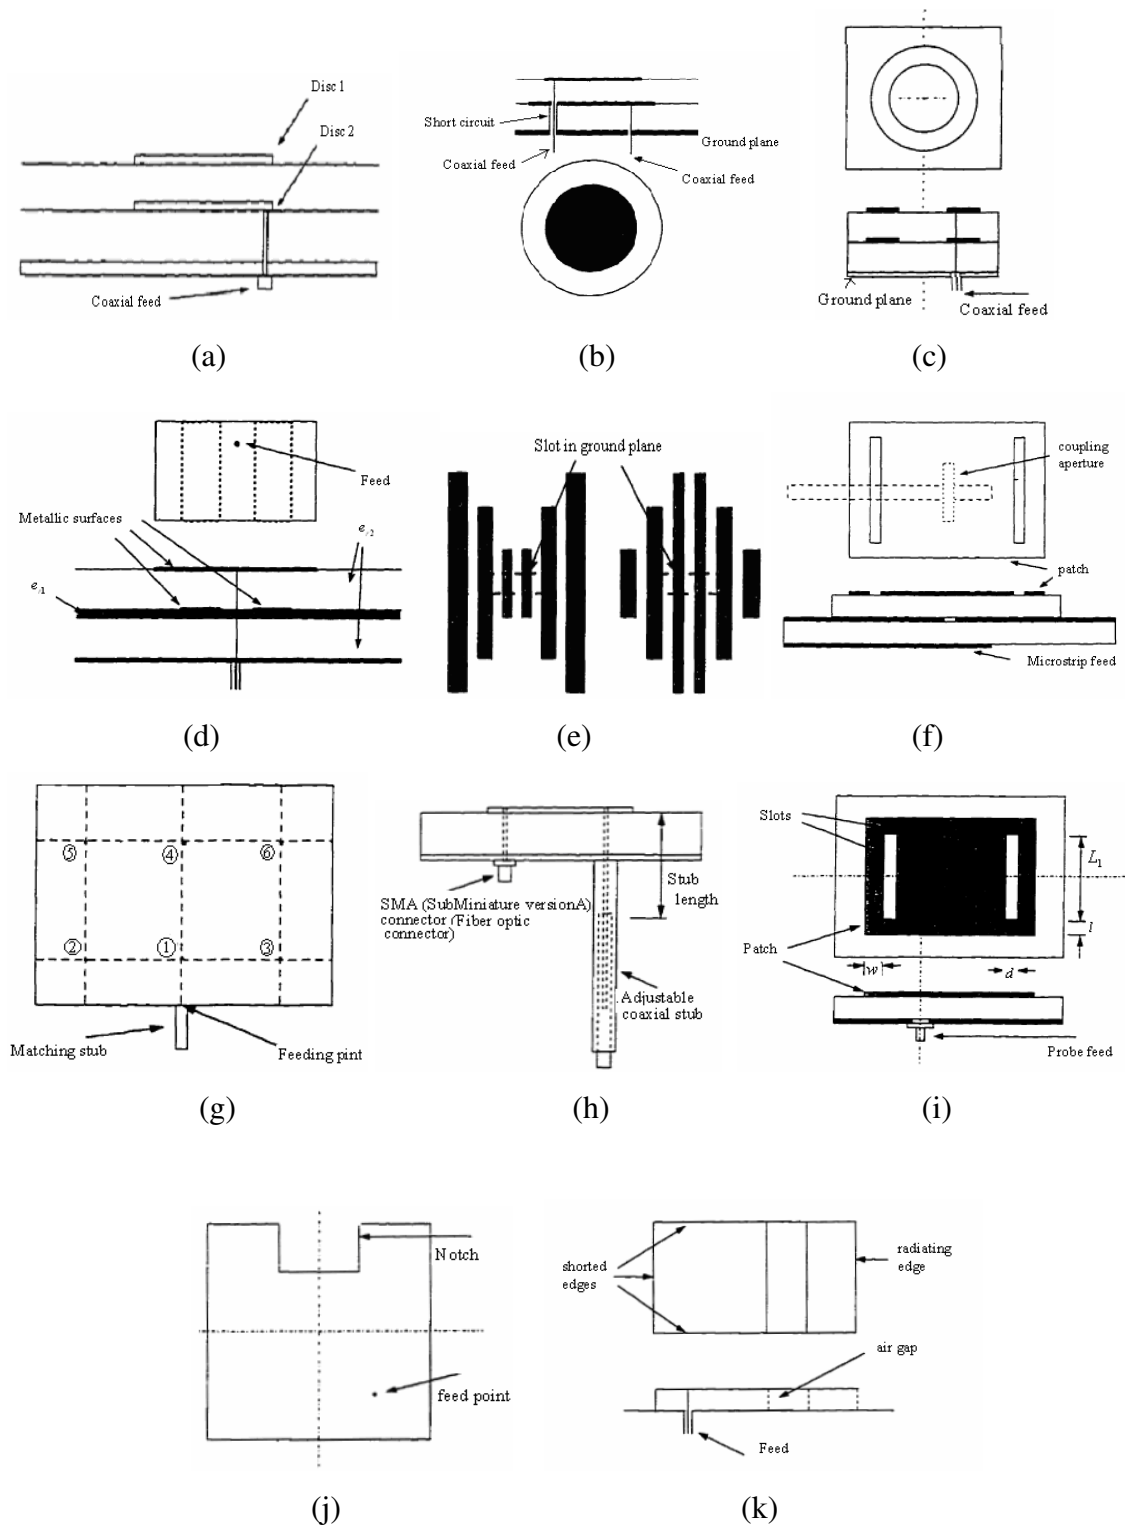 Disc 1
Disc 2
Coaxial feed
(a)
Short circuit
Ground plane
Coaxial feed
Coaxial feed
(b)
Ground plane
Coaxial feed
(c)
Feed
Metallic surfaces
e_r2
e_r1
(d)
Slot in ground plane
(e)
coupling
aperture
patch
Microstrip feed
(f)
⑤
④
⑥
②
①
③
Matching stub
Feeding pint
(g)
Stub
length
SMA (SubMiniature versionA)
connector (Fiber optic
connector)
Adjustable
coaxial stub
(h)
Slots
L1
l
Patch
w
d
Probe feed
(i)
Notch
feed point
(j)
shorted
edges
radiating
edge
air gap
Feed
(k)